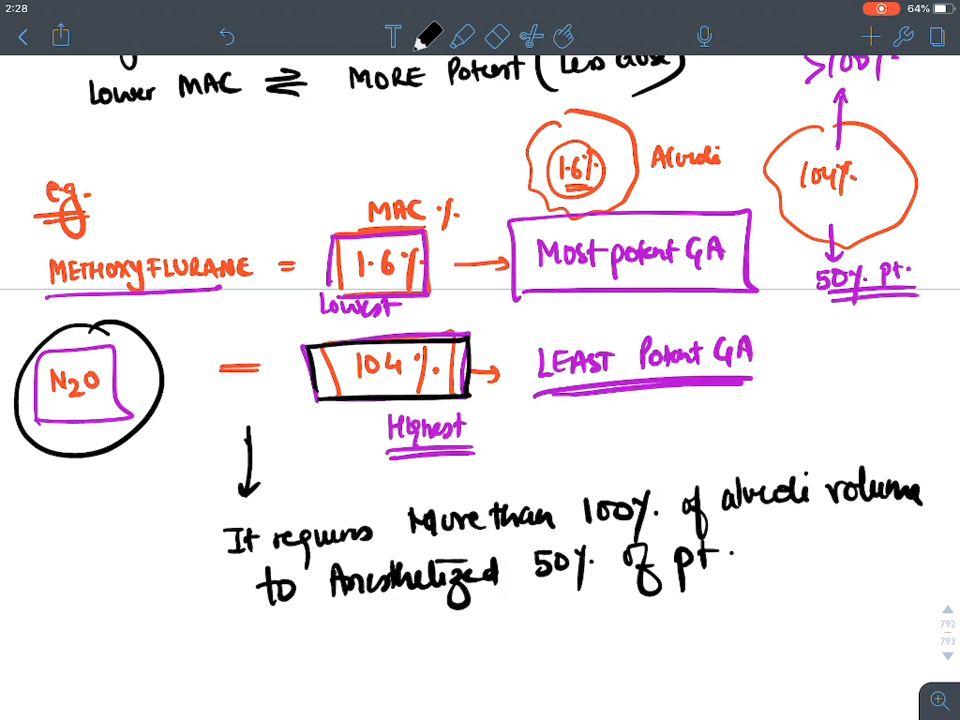 2:28
64%
T
>100%.
Lower MAC ⇌ MORE Potent (Less dose)
1.6%
Alveoli
104%.
e.g.
MAC %
METHOXYFLURANE = 1.6% → Most potent GA
50% pt.
Lowest
N2O = 104 %. → LEAST Potent GA
Highest
It requires More than 100% of alveoli volume
to Anesthelized 50% of pt.
792
793